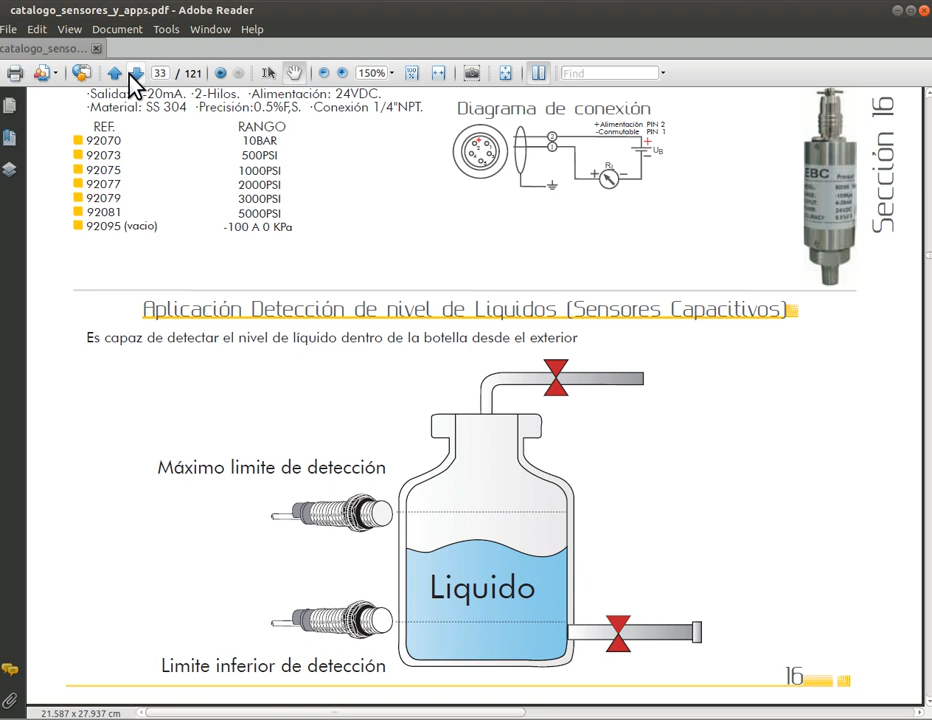 catalogo_sensores_y_apps.pdf - Adobe Reader
File Edit View Document Tools Window Help
catalogo_senso...
33 / 121 150% Find
·Salida -20mA. ·2-Hilos. ·Alimentación: 24VDC.
·Material: SS 304 ·Precisión:0.5%F,S. ·Conexión 1/4"NPT.
REF. RANGO
92070 10BAR
92073 500PSI
92075 1000PSI
92077 2000PSI
92079 3000PSI
92081 5000PSI
92095 (vacio) -100 A 0 KPa
Diagrama de conexión
+Alimentación PIN 2
-Conmutable PIN 1
2
1
UB
RL
EBC
Sección 16
Aplicación Detección de nivel de Liquidos (Sensores Capacitivos)
Es capaz de detectar el nivel de líquido dentro de la botella desde el exterior
Máximo limite de detección
Liquido
Limite inferior de detección
16
21.587 x 27.937 cm